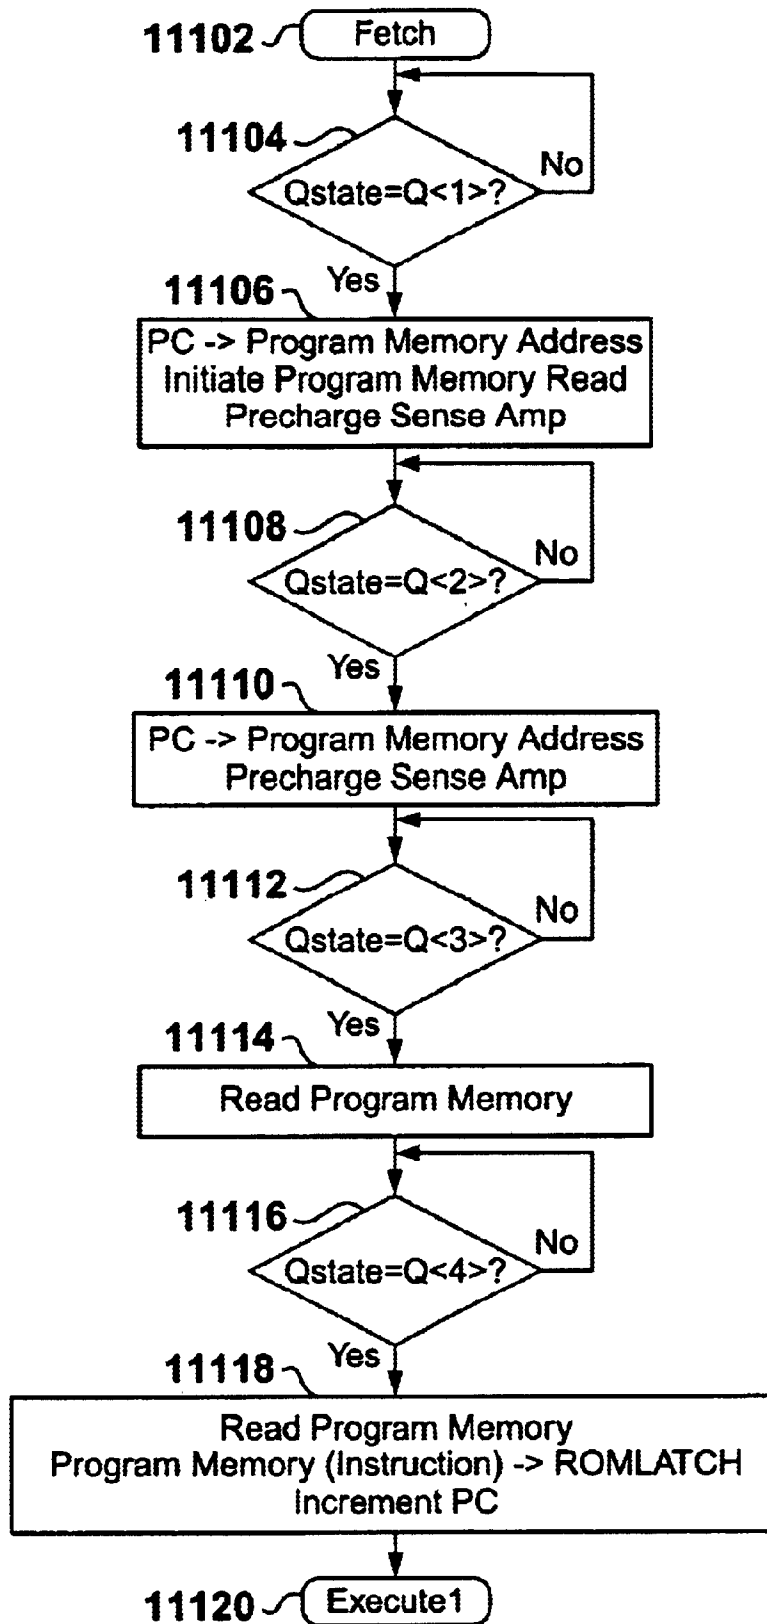 11102
Fetch
11104
Qstate=Q<1>?
No
Yes
11106
PC -> Program Memory Address
Initiate Program Memory Read
Precharge Sense Amp
11108
Qstate=Q<2>?
No
Yes
11110
PC -> Program Memory Address
Precharge Sense Amp
11112
Qstate=Q<3>?
No
Yes
11114
Read Program Memory
11116
Qstate=Q<4>?
No
Yes
11118
Read Program Memory
Program Memory (Instruction) -> ROMLATCH
Increment PC
11120
Execute1